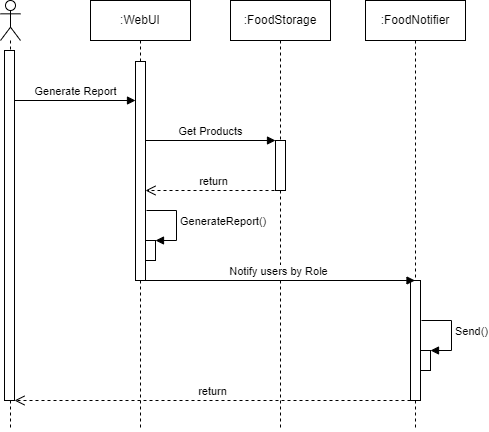 :WebUI
:FoodStorage
:FoodNotifier
Generate Report
Get Products
return
GenerateReport()
Notify users by Role
Send()
return